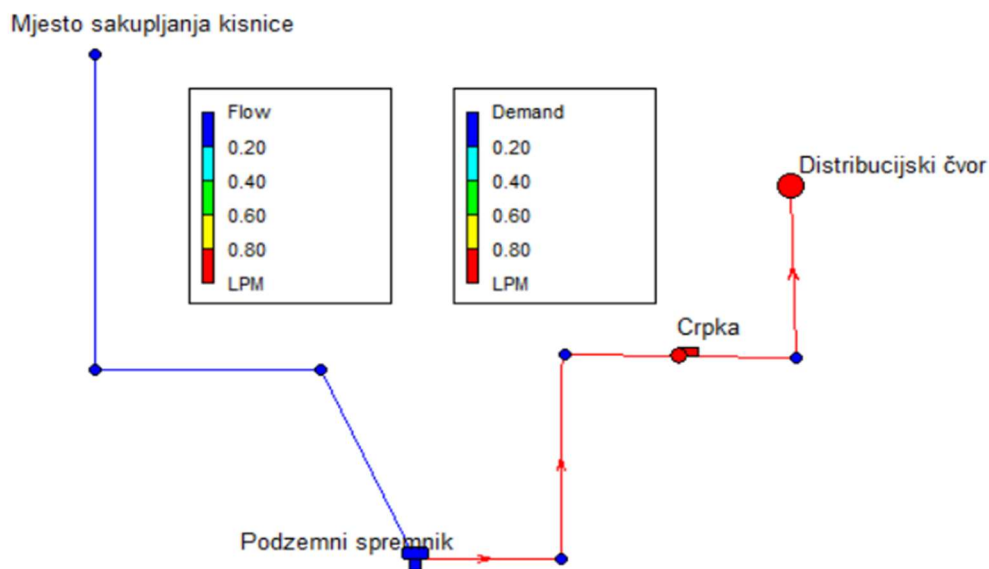 Mjesto sakupljanja kisnice
Flow
0.20
0.40
0.60
0.80
LPM
Demand
0.20
0.40
0.60
0.80
LPM
Distribucijski čvor
Crpka
Podzemni spremnik